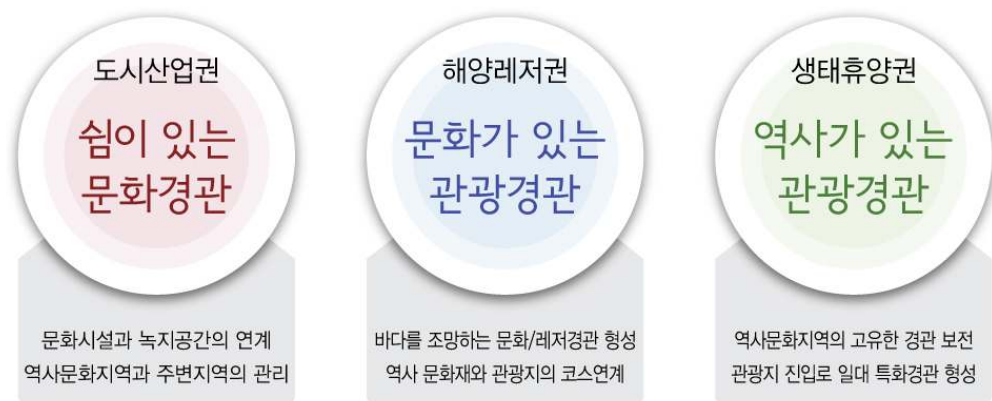 도시산업권
쉼이 있는
문화경관
문화시설과 녹지공간의 연계
역사문화지역과 주변지역의 관리
해양레저권
문화가 있는
관광경관
바다를 조망하는 문화/레저경관 형성
역사 문화재와 관광지의 코스연계
생태휴양권
역사가 있는
관광경관
역사문화지역의 고유한 경관 보전
관광지 진입로 일대 특화경관 형성